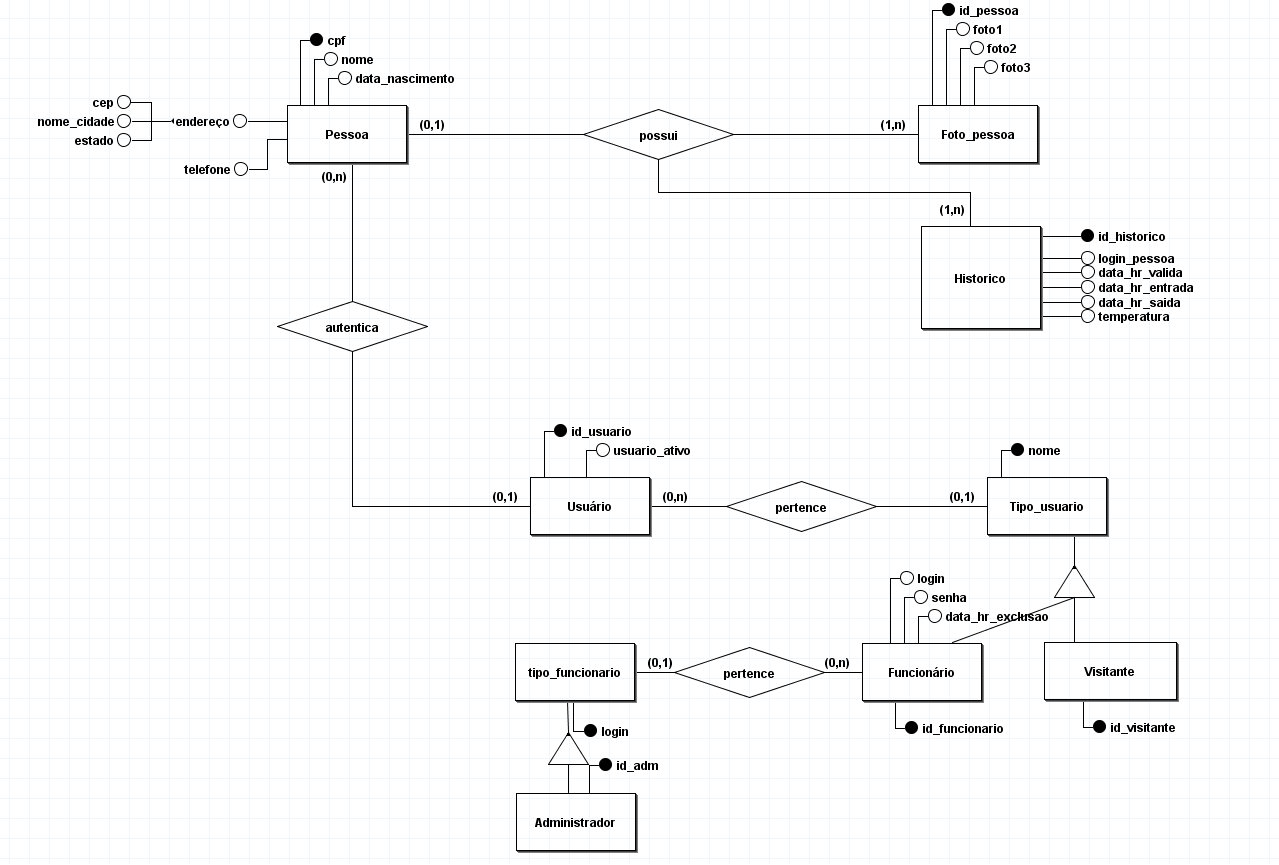 id_pessoa
foto1
foto2
foto3
cpf
nome
data_nascimento
cep
nome_cidade
estado
endereço
telefone
Pessoa
(0,1)
possui
(1,n)
Foto_pessoa
(0,n)
(1,n)
Historico
id_historico
login_pessoa
data_hr_valida
data_hr_entrada
data_hr_saida
temperatura
autentica
id_usuario
usuario_ativo
nome
(0,1)
Usuário
(0,n)
pertence
(0,1)
Tipo_usuario
login
senha
data_hr_exclusao
tipo_funcionario
(0,1)
pertence
(0,n)
Funcionário
Visitante
login
id_funcionario
id_visitante
id_adm
Administrador